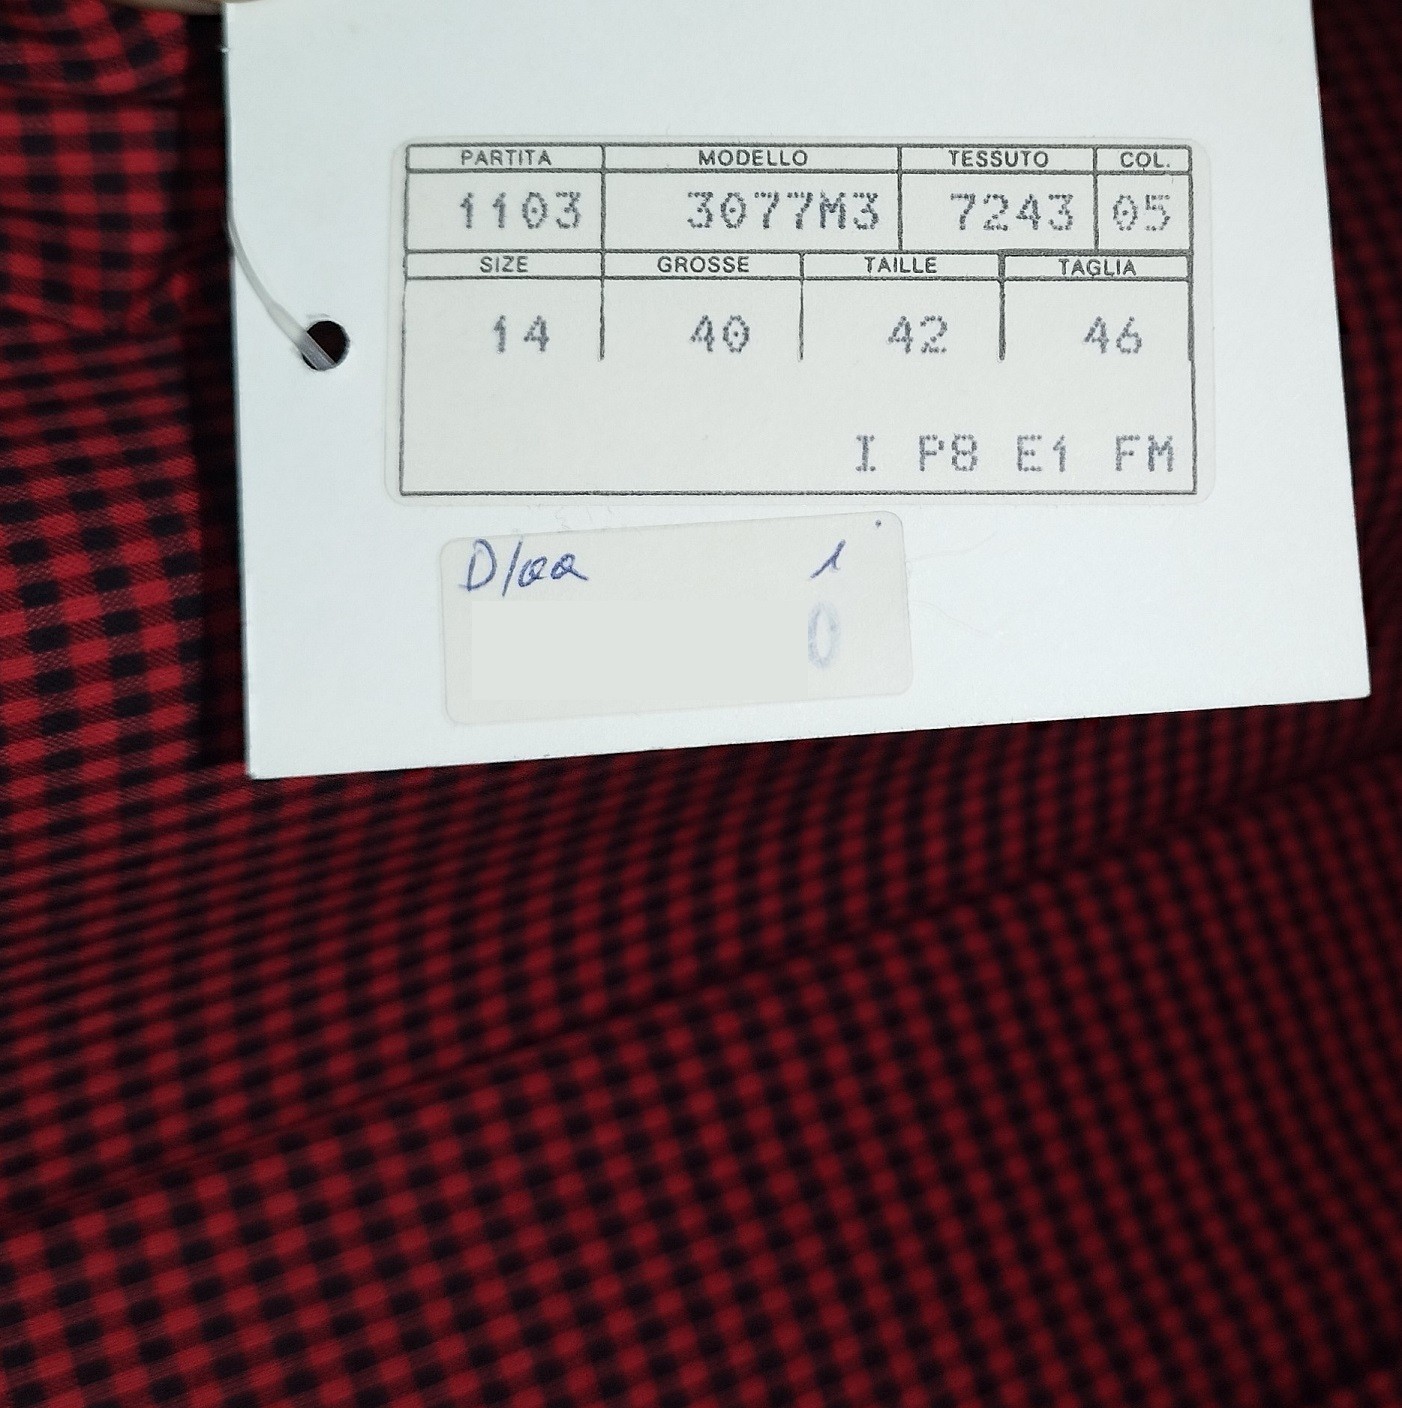 PARTITA MODELLO TESSUTO COL.
1103 3077M3 7243 05
SIZE GROSSE TAILLE TAGLIA
14 40 42 46
I P8 E1 FM
1
0